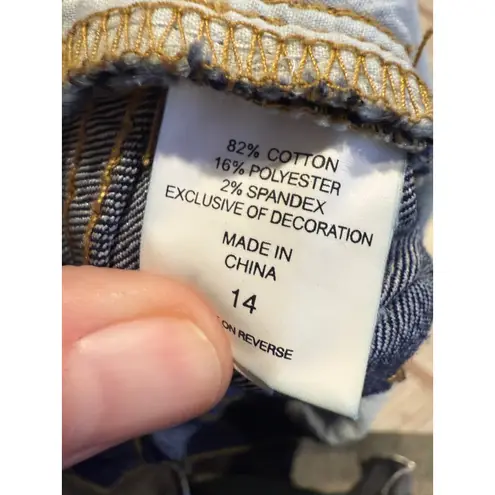 82% COTTON
16% POLYESTER
2% SPANDEX
EXCLUSIVE OF DECORATION
MADE IN
CHINA
14
ON REVERSE